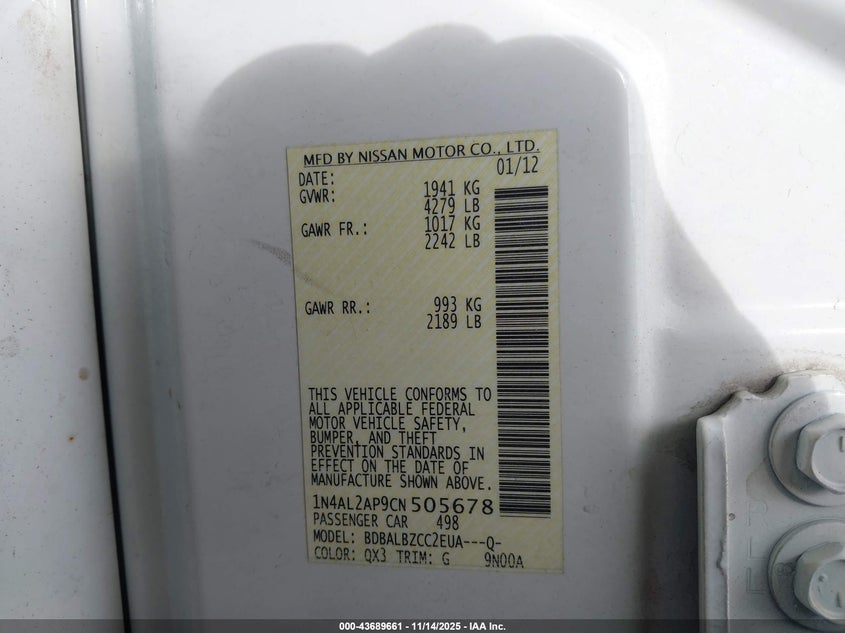 MFD BY NISSAN MOTOR CO., LTD.
DATE: 01/12
GVWR: 1941 KG
4279 LB
GAWR FR.: 1017 KG
2242 LB
GAWR RR.: 993 KG
2189 LB
THIS VEHICLE CONFORMS TO
ALL APPLICABLE FEDERAL
MOTOR VEHICLE SAFETY,
BUMPER, AND THEFT
PREVENTION STANDARDS IN
EFFECT ON THE DATE OF
MANUFACTURE SHOWN ABOVE.
1N4AL2AP9CN505678
PASSENGER CAR 498
MODEL: BDBALBZCC2EUA---Q-
COLOR: QX3 TRIM: G 9N00A
000-43689661 - 11/14/2025 - IAA Inc.